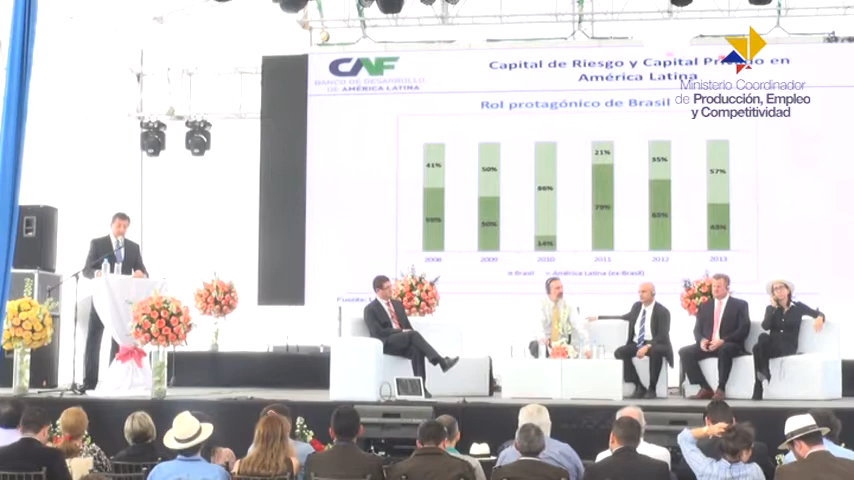 CAF
BANCO DE DESARROLLO
DE AMÉRICA LATINA
Capital de Riesgo y Capital Privado en
América Latina
Ministerio Coordinador
de Producción, Empleo
y Competitividad
Rol protagónico de Brasil
41% 50% 86% 21% 35% 57%
50% 14% 79% 65% 43%
2008 2009 2010 2011 2012 2013
Brasil América Latina (ex Brasil)